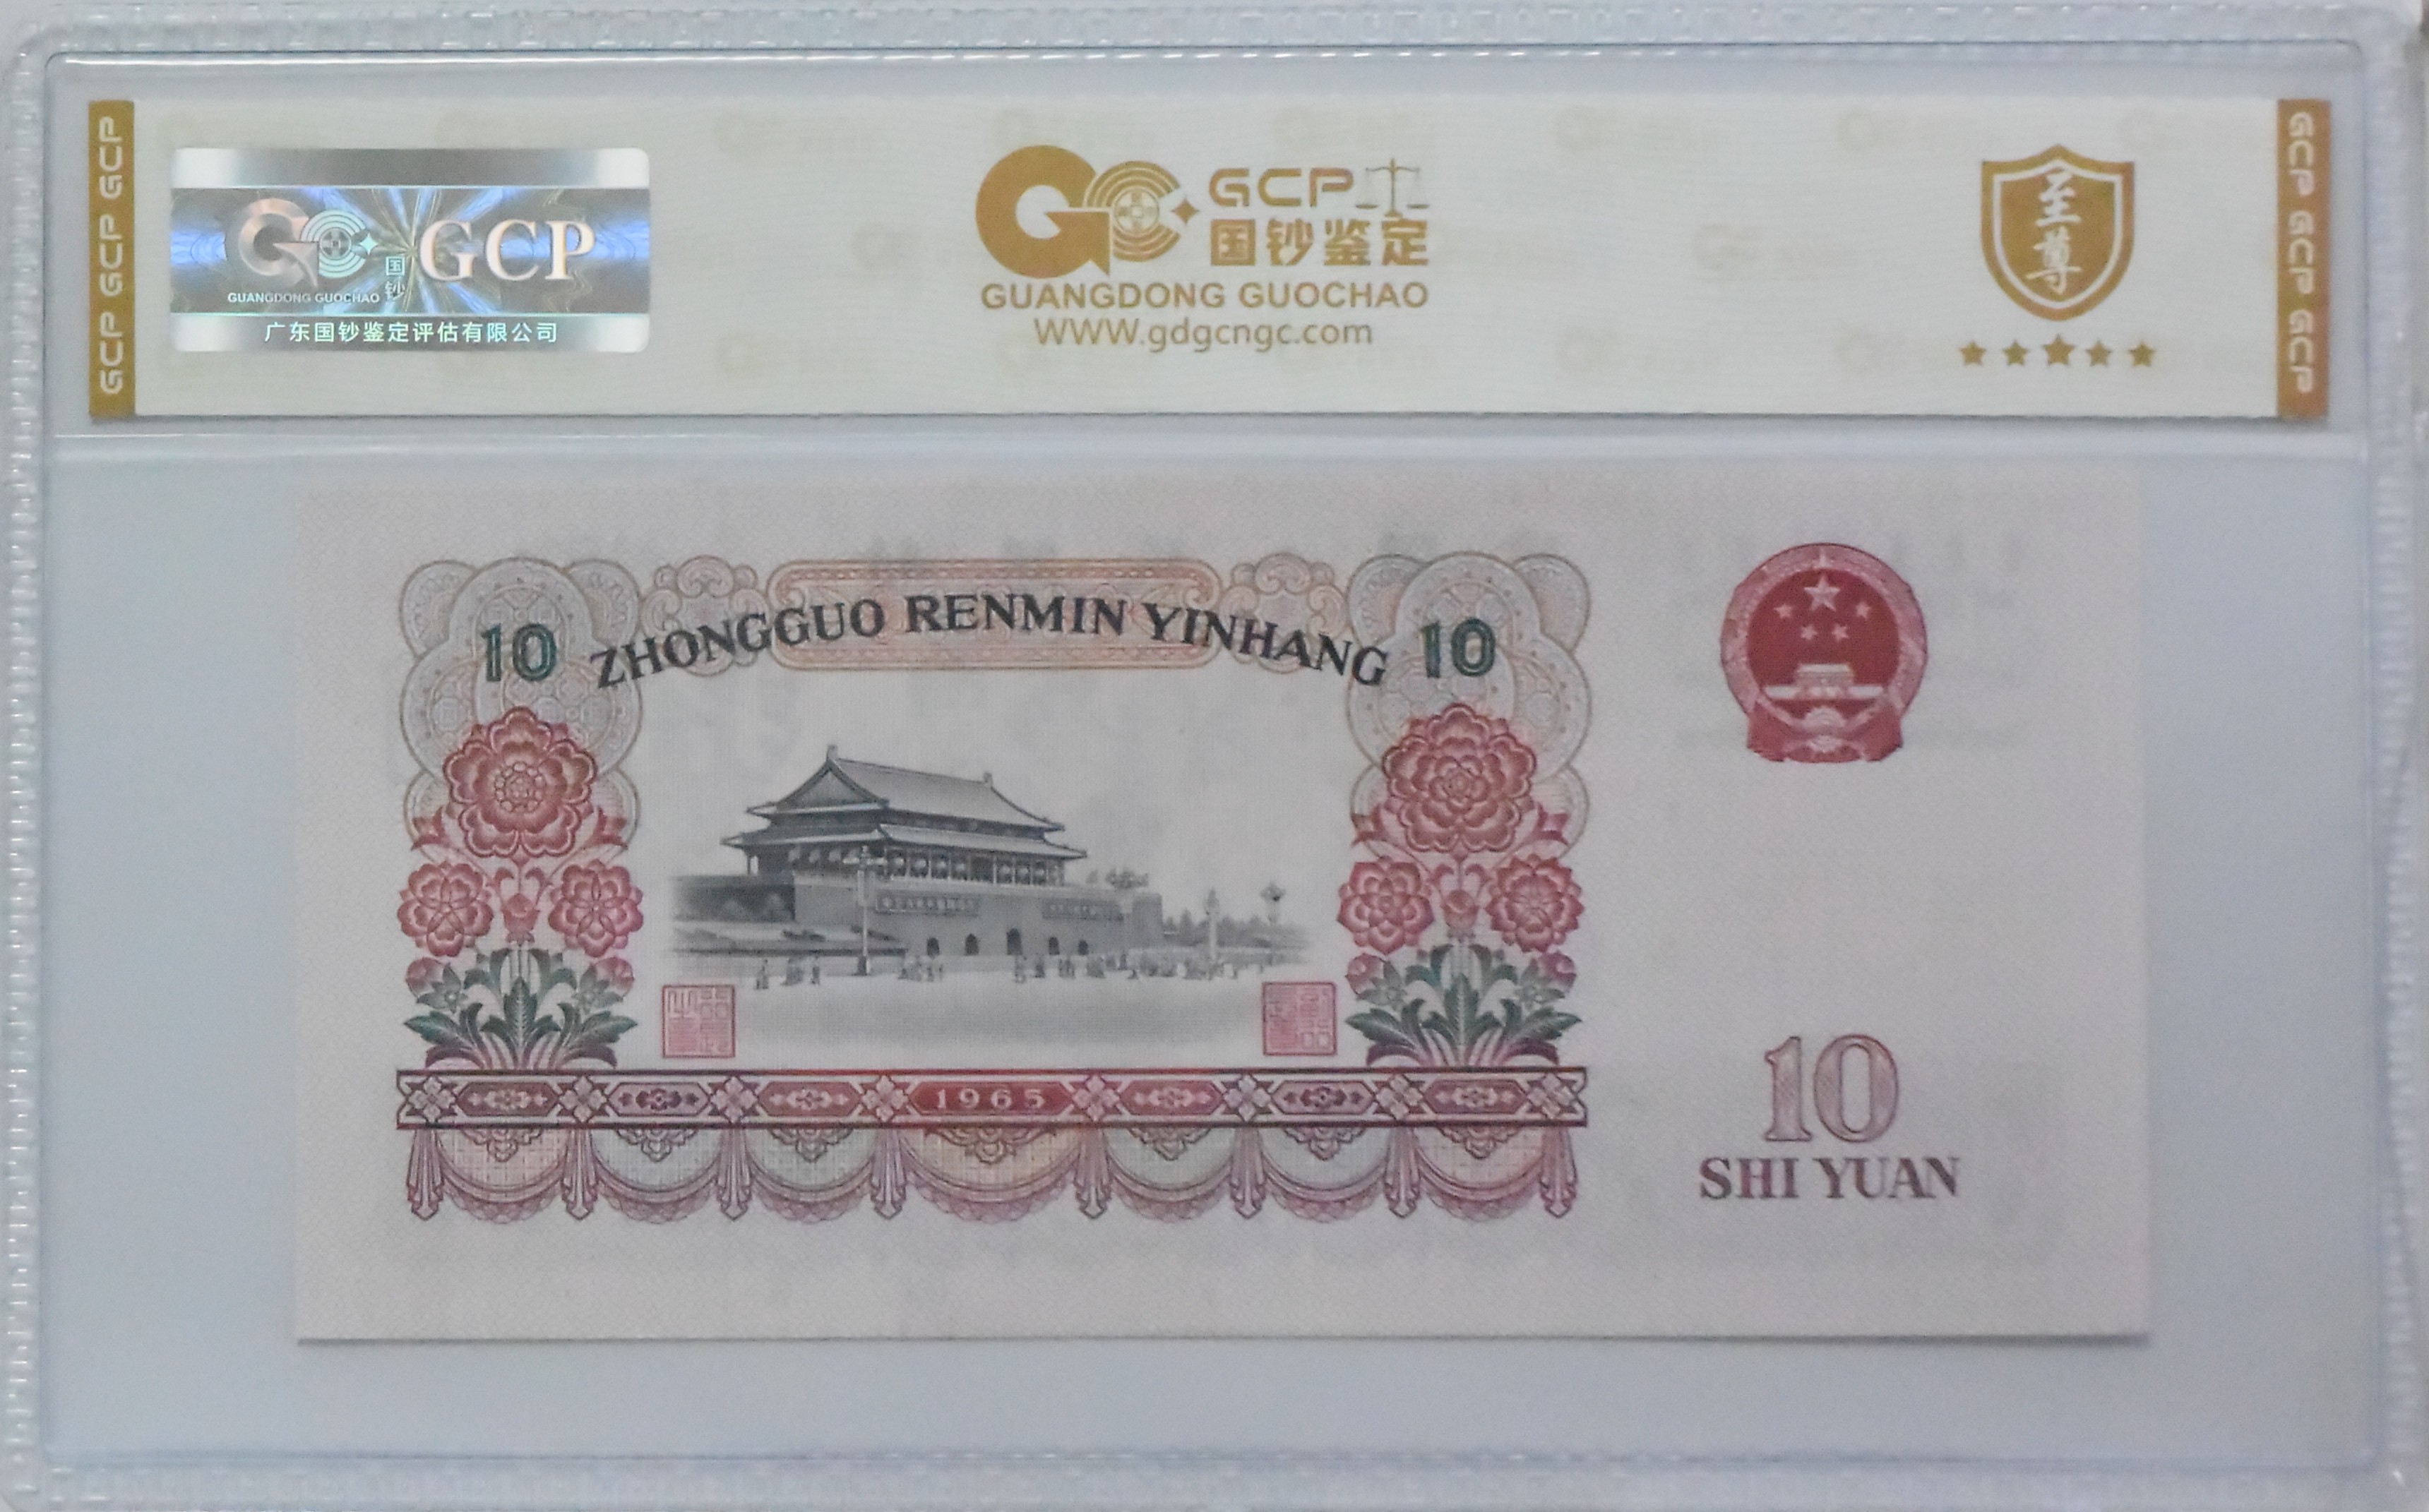 GCP GCP GCP
GCP
国钞
GUANGDONG GUOCHAO
广东国钞鉴定评估有限公司
GCP
国钞鉴定
GUANGDONG GUOCHAO
WWW.gdgcngc.com
至尊
GCP GCP GCP
ZHONGGUO RENMIN YINHANG
10
10
1965
10
SHI YUAN